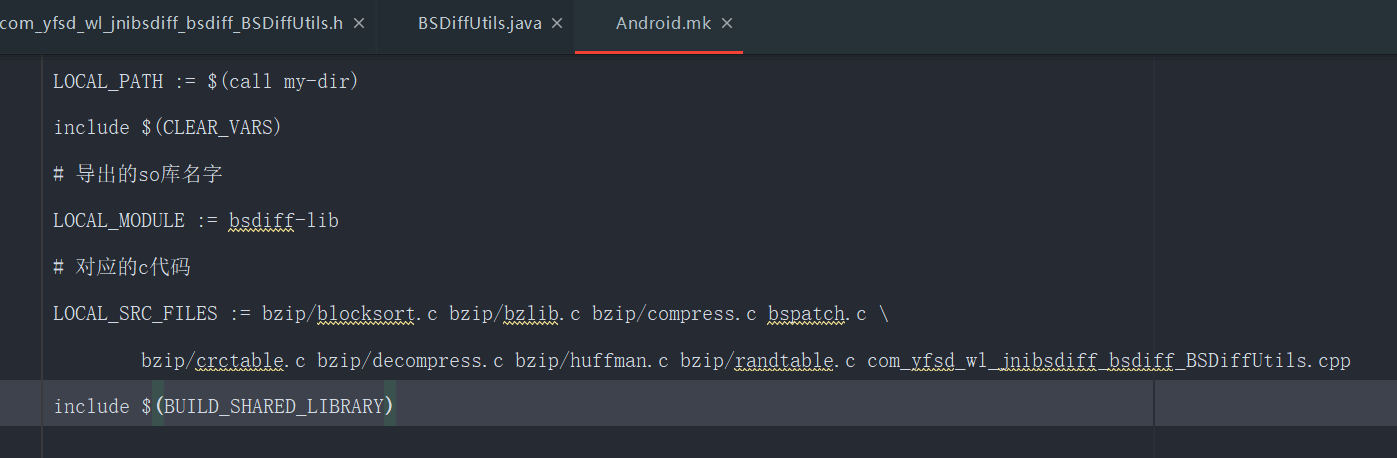 com_yfsd_wl_jnibsdiff_bsdiff_BSDiffUtils.h × BSDiffUtils.java × Android.mk ×
LOCAL_PATH := $(call my-dir)
include $(CLEAR_VARS)
# 导出的so库名字
LOCAL_MODULE := bsdiff-lib
# 对应的c代码
LOCAL_SRC_FILES := bzip/blocksort.c bzip/bzlib.c bzip/compress.c bspatch.c \
bzip/crctable.c bzip/decompress.c bzip/huffman.c bzip/randtable.c com_yfsd_wl_jnibsdiff_bsdiff_BSDiffUtils.cpp
include $(BUILD_SHARED_LIBRARY)